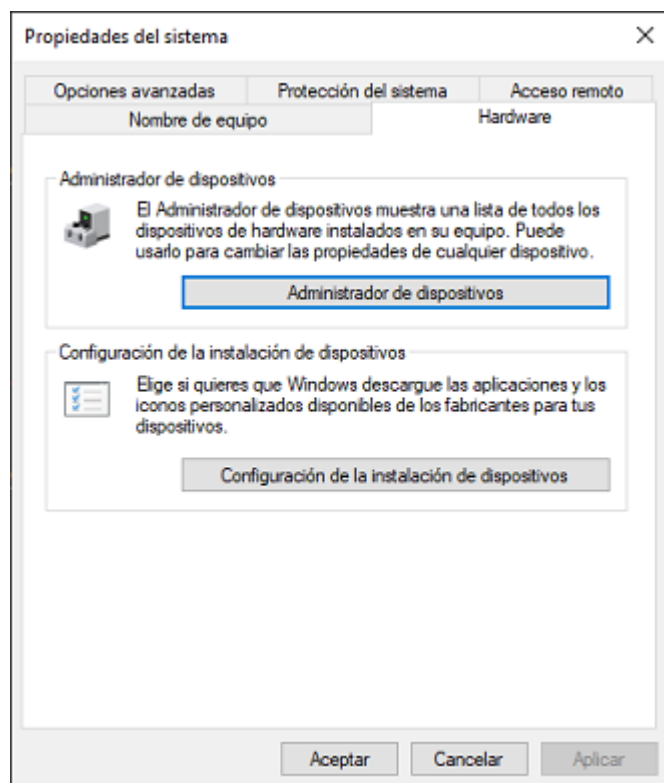 Propiedades del sistema
Opciones avanzadas
Protección del sistema
Acceso remoto
Nombre de equipo
Hardware
Administrador de dispositivos
El Administrador de dispositivos muestra una lista de todos los
dispositivos de hardware instalados en su equipo. Puede
usarlo para cambiar las propiedades de cualquier dispositivo.
Administrador de dispositivos
Configuración de la instalación de dispositivos
Elige si quieres que Windows descargue las aplicaciones y los
iconos personalizados disponibles de los fabricantes para tus
dispositivos.
Configuración de la instalación de dispositivos
Aceptar
Cancelar
Aplicar